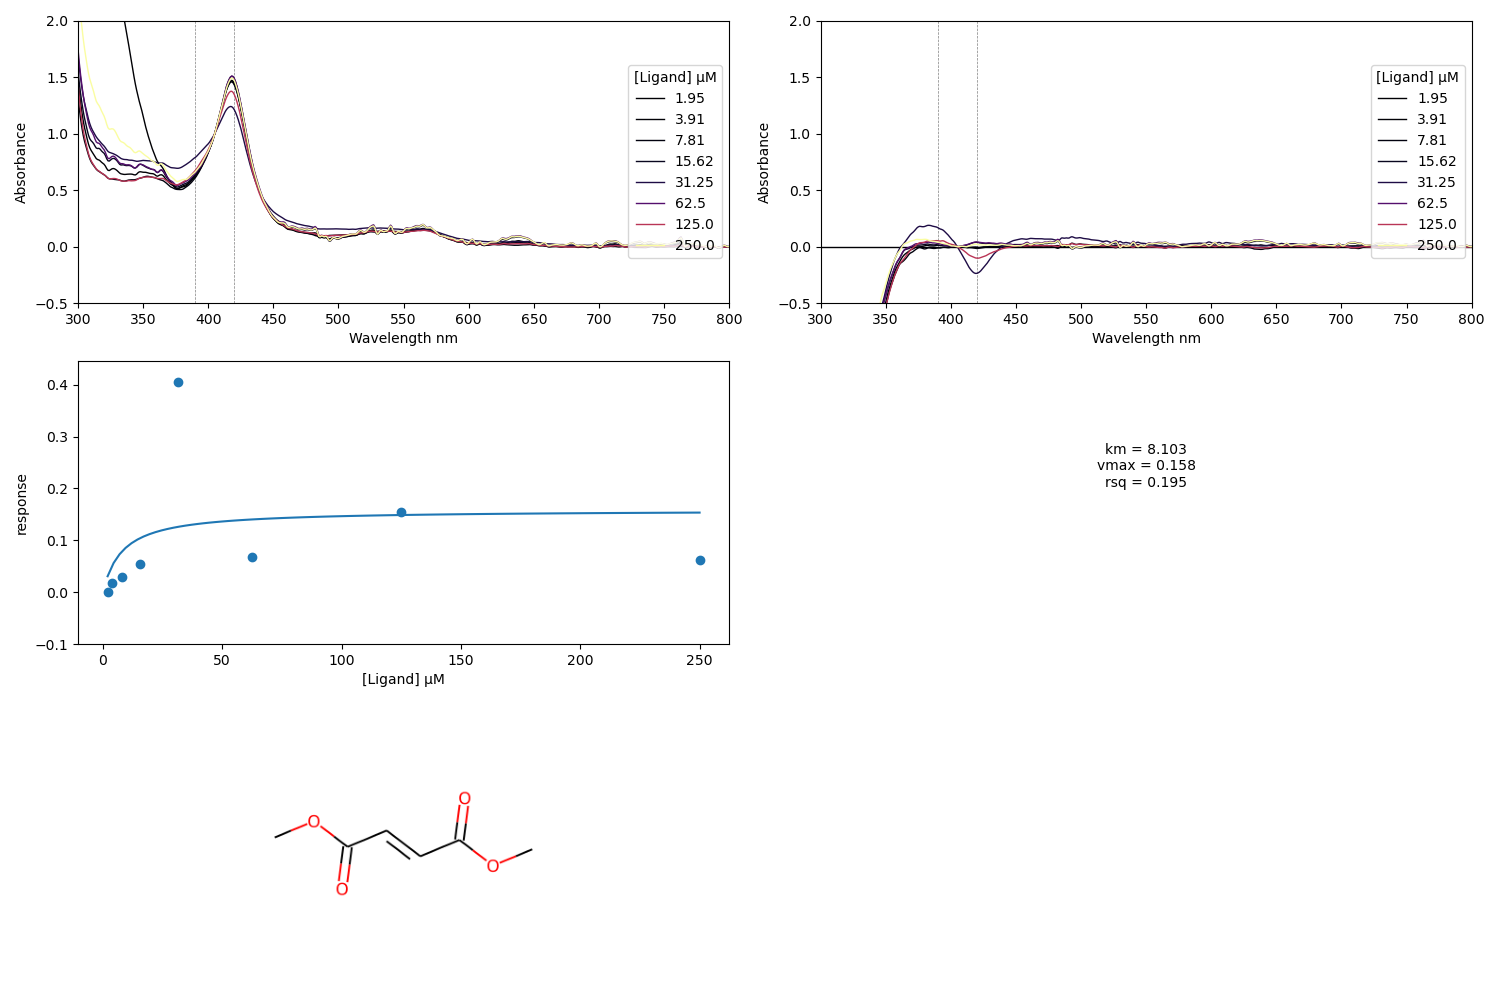 2.0
1.5
1.0
0.5
0.0
−0.5
Absorbance
300 350 400 450 500 550 600 650 700 750 800
Wavelength nm
[Ligand] µM
1.95
3.91
7.81
15.62
31.25
62.5
125.0
250.0
2.0
1.5
1.0
0.5
0.0
−0.5
Absorbance
300 350 400 450 500 550 600 650 700 750 800
Wavelength nm
[Ligand] µM
1.95
3.91
7.81
15.62
31.25
62.5
125.0
250.0
0.4
0.3
0.2
0.1
0.0
−0.1
response
0 50 100 150 200 250
[Ligand] µM
km = 8.103
vmax = 0.158
rsq = 0.195
O
O
O
O